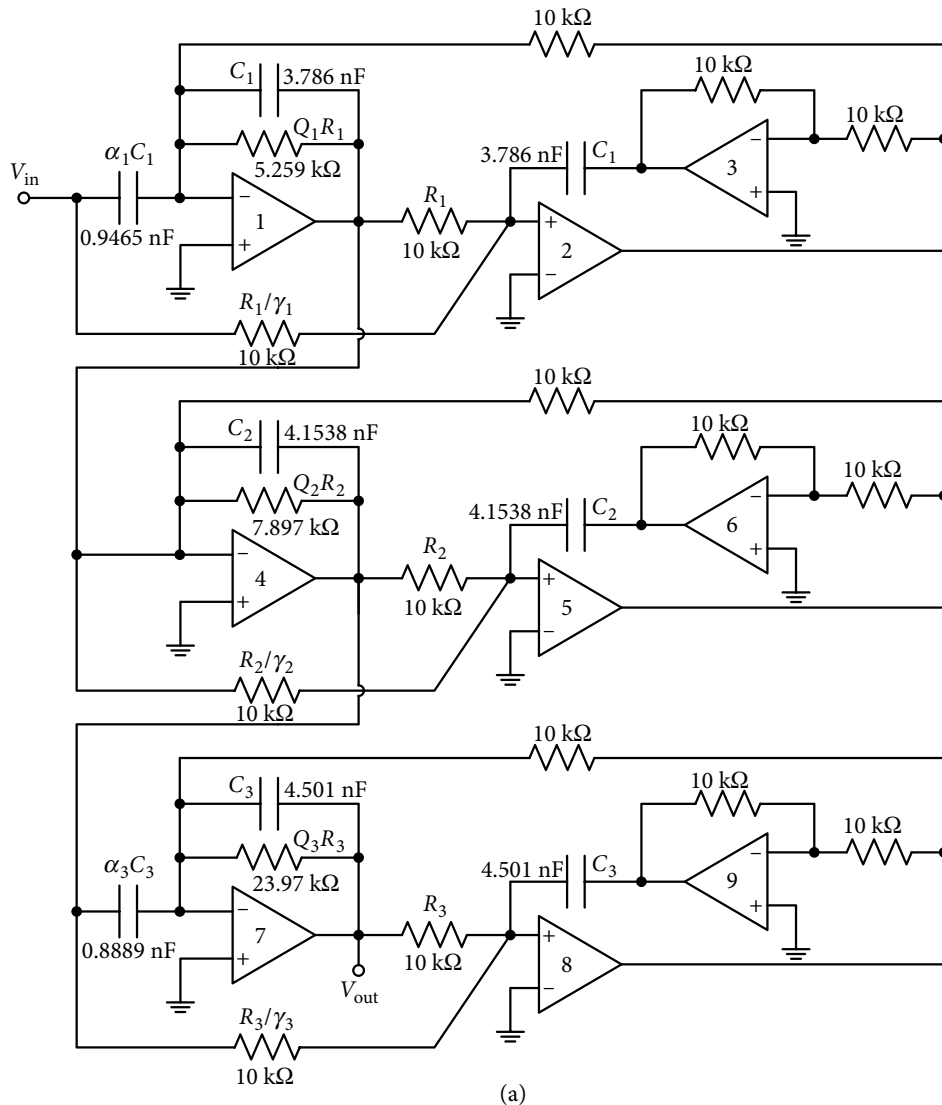 10 kΩ
C1 3.786 nF
10 kΩ
10 kΩ
Q1R1
5.259 kΩ
Vin
α1C1
0.9465 nF
−
+
1
R1
10 kΩ
3.786 nF C1
−
+
3
+
−
2
R1/γ1
10 kΩ
10 kΩ
C2 4.1538 nF
10 kΩ
10 kΩ
Q2R2
7.897 kΩ
−
+
4
R2
10 kΩ
4.1538 nF C2
−
+
6
+
−
5
R2/γ2
10 kΩ
10 kΩ
C3 4.501 nF
10 kΩ
10 kΩ
Q3R3
23.97 kΩ
α3C3
0.8889 nF
−
+
7
R3
10 kΩ
4.501 nF C3
−
+
9
+
−
8
Vout
R3/γ3
10 kΩ
(a)